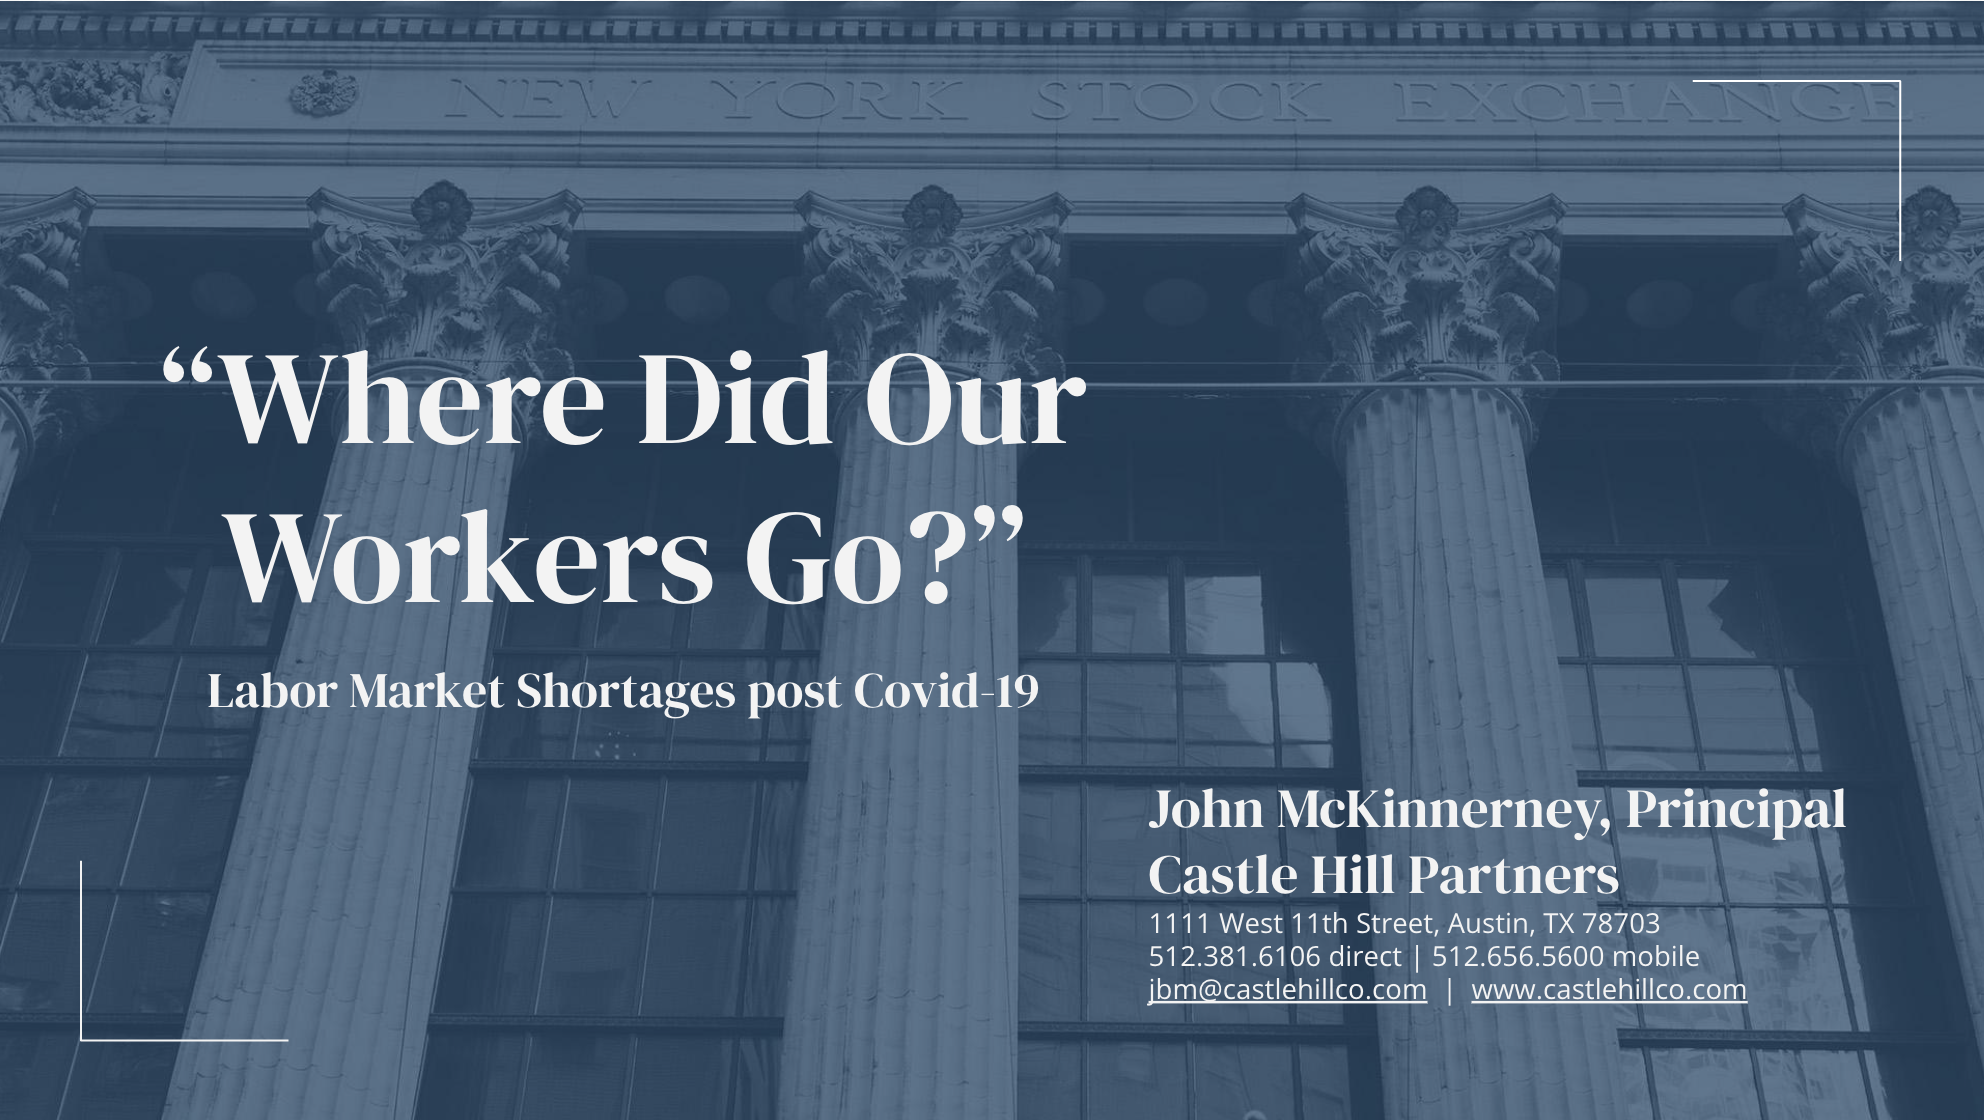 NEW YORK STOCK EXCHANGE
“Where Did Our
Workers Go?”
Labor Market Shortages post Covid-19
John McKinnerney, Principal
Castle Hill Partners
1111 West 11th Street, Austin, TX 78703
512.381.6106 direct | 512.656.5600 mobile
jbm@castlehillco.com | www.castlehillco.com